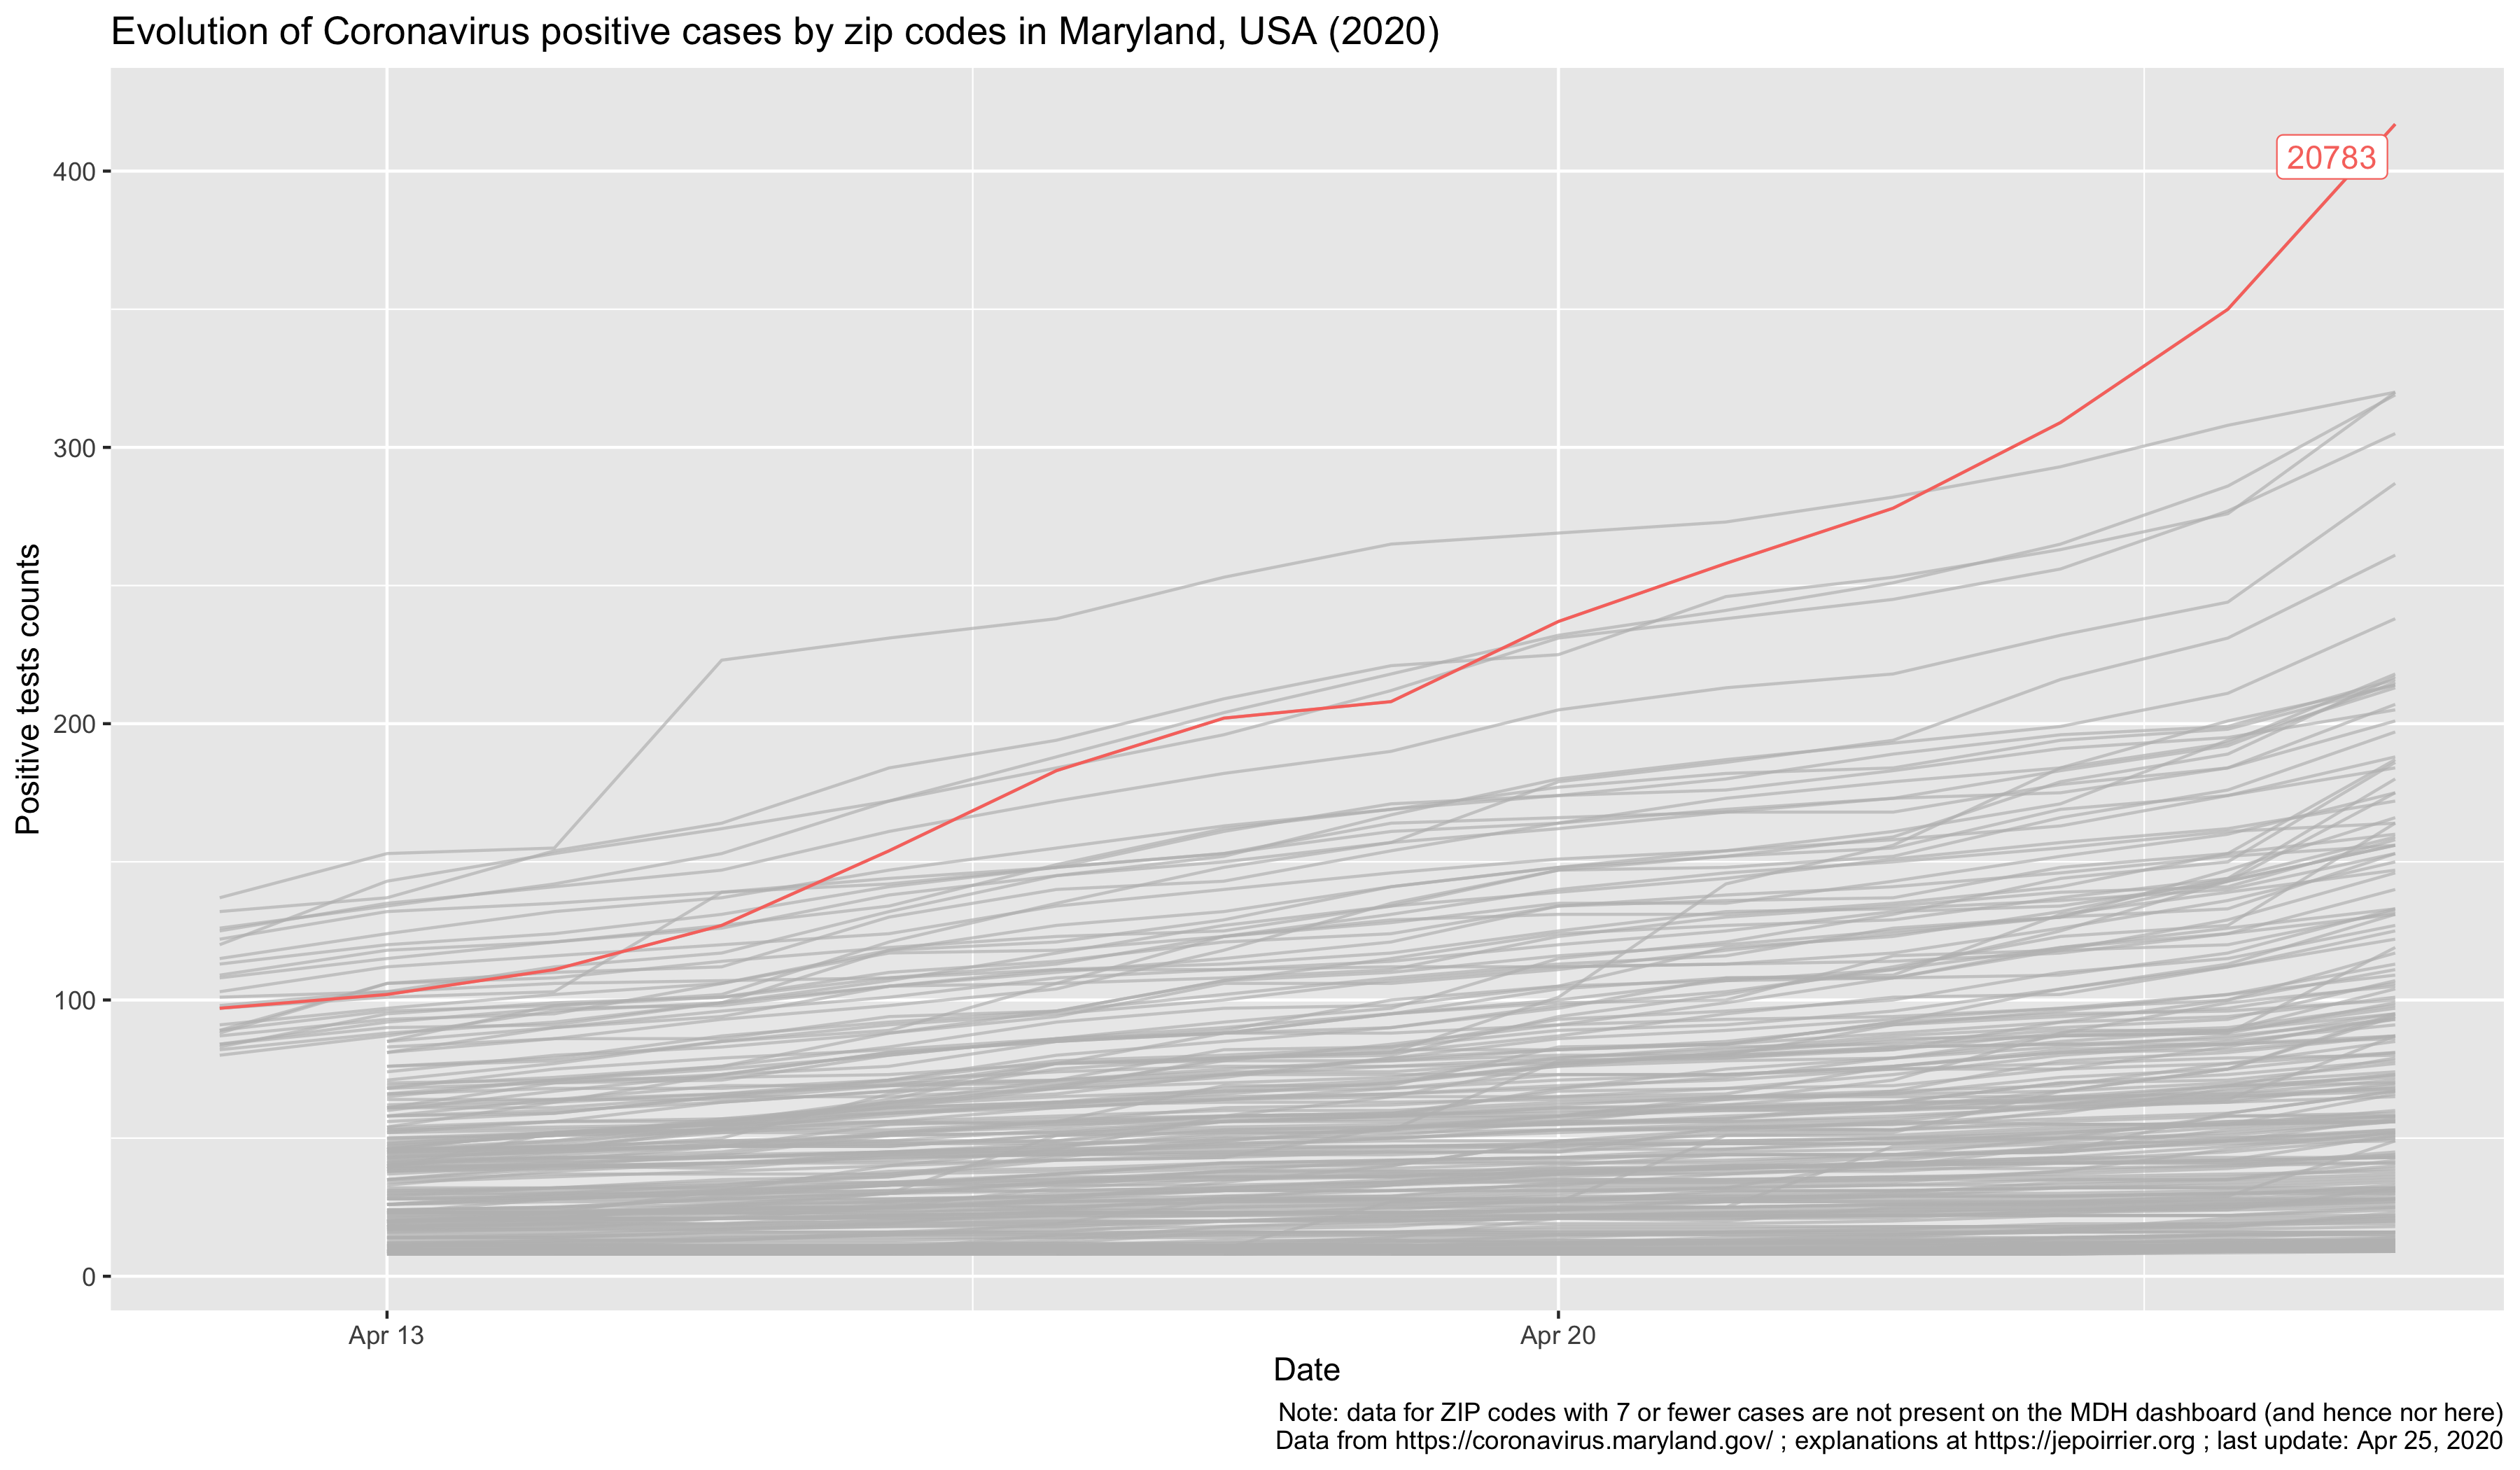 Evolution of Coronavirus positive cases by zip codes in Maryland, USA (2020)
400
300
200
100
0
Positive tests counts
20783
Apr 13
Apr 20
Date
Note: data for ZIP codes with 7 or fewer cases are not present on the MDH dashboard (and hence nor here)
Data from https://coronavirus.maryland.gov/ ; explanations at https://jepoirrier.org ; last update: Apr 25, 2020